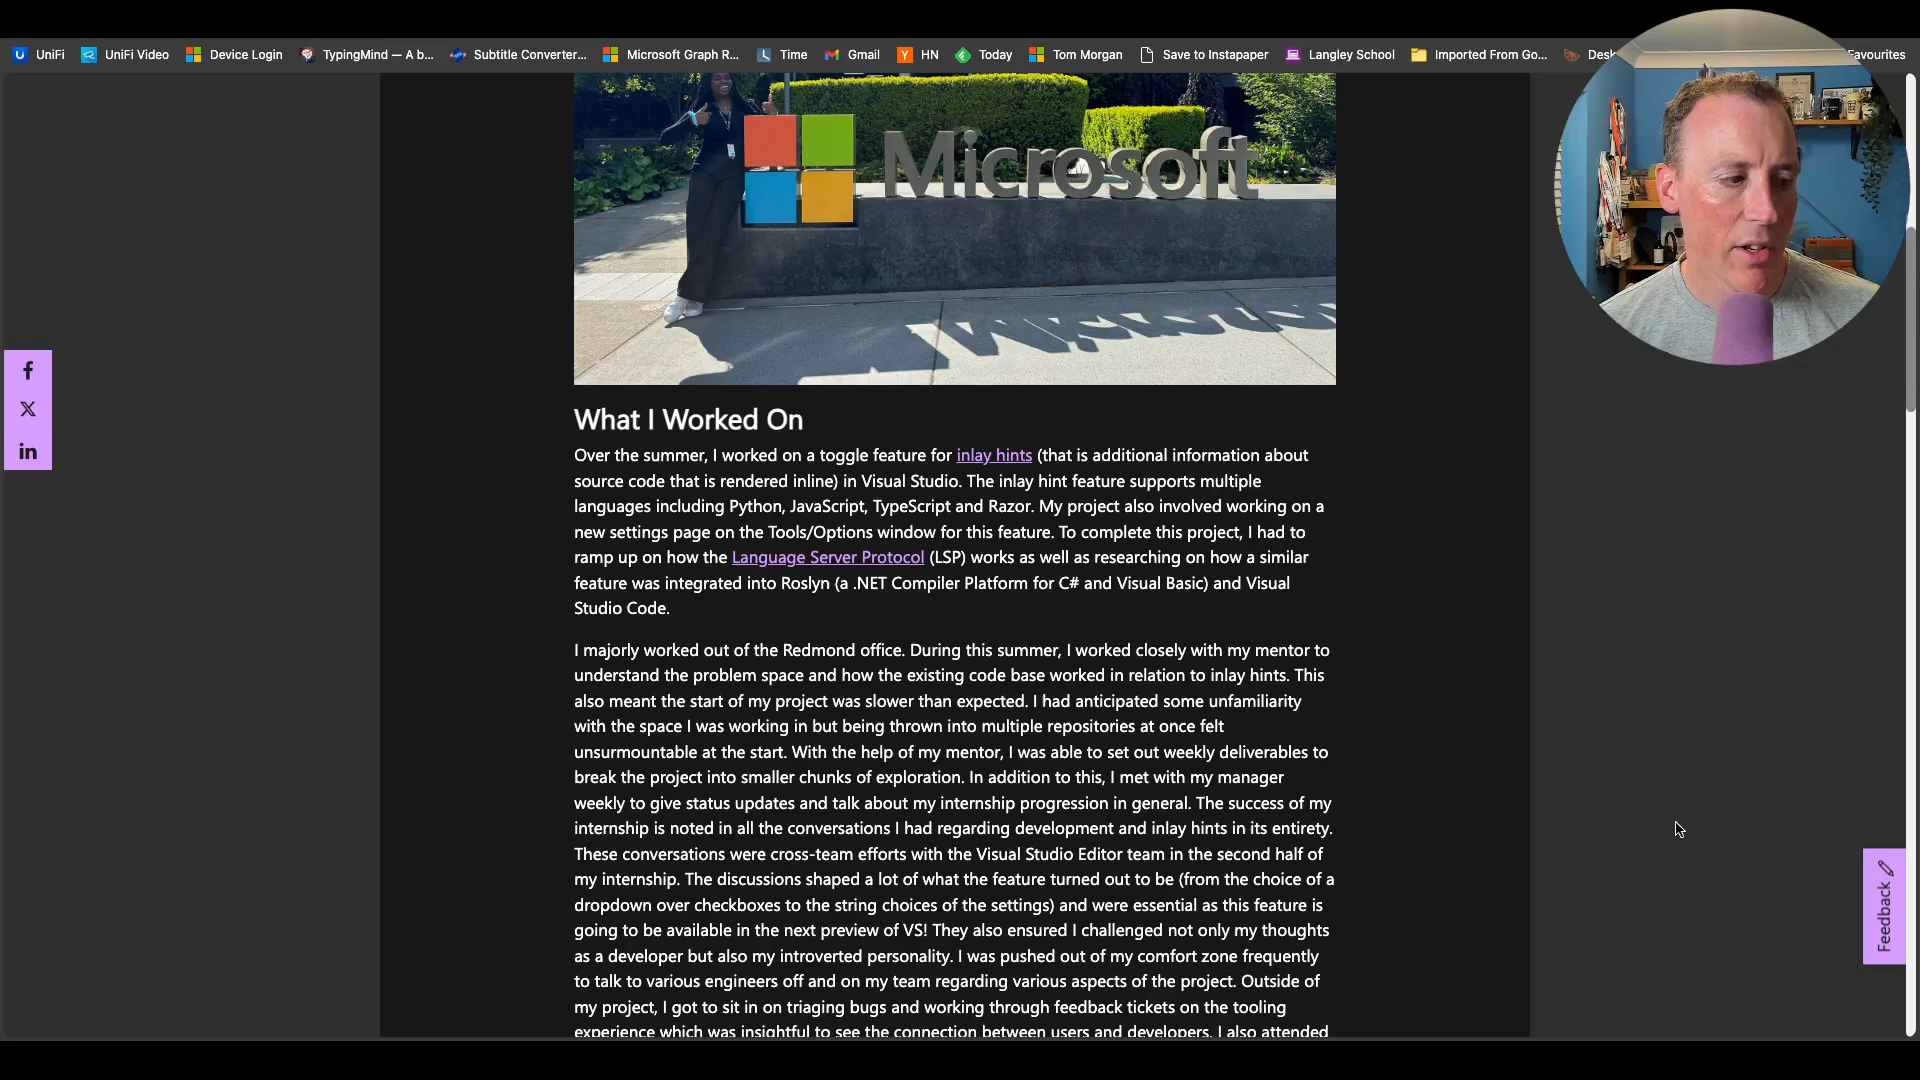 UniFi UniFi Video Device Login TypingMind — A b... Subtitle Converter... Microsoft Graph R... Time Gmail HN Today Tom Morgan Save to Instapaper Langley School Imported From Go... Desk Favourites
Microsoft
What I Worked On
Over the summer, I worked on a toggle feature for inlay hints (that is additional information about
source code that is rendered inline) in Visual Studio. The inlay hint feature supports multiple
languages including Python, JavaScript, TypeScript and Razor. My project also involved working on a
new settings page on the Tools/Options window for this feature. To complete this project, I had to
ramp up on how the Language Server Protocol (LSP) works as well as researching on how a similar
feature was integrated into Roslyn (a .NET Compiler Platform for C# and Visual Basic) and Visual
Studio Code.
I majorly worked out of the Redmond office. During this summer, I worked closely with my mentor to
understand the problem space and how the existing code base worked in relation to inlay hints. This
also meant the start of my project was slower than expected. I had anticipated some unfamiliarity
with the space I was working in but being thrown into multiple repositories at once felt
unsurmountable at the start. With the help of my mentor, I was able to set out weekly deliverables to
break the project into smaller chunks of exploration. In addition to this, I met with my manager
weekly to give status updates and talk about my internship progression in general. The success of my
internship is noted in all the conversations I had regarding development and inlay hints in its entirety.
These conversations were cross-team efforts with the Visual Studio Editor team in the second half of
my internship. The discussions shaped a lot of what the feature turned out to be (from the choice of a
dropdown over checkboxes to the string choices of the settings) and were essential as this feature is
going to be available in the next preview of VS! They also ensured I challenged not only my thoughts
as a developer but also my introverted personality. I was pushed out of my comfort zone frequently
to talk to various engineers off and on my team regarding various aspects of the project. Outside of
my project, I got to sit in on triaging bugs and working through feedback tickets on the tooling
experience which was insightful to see the connection between users and developers. I also attended
Feedback